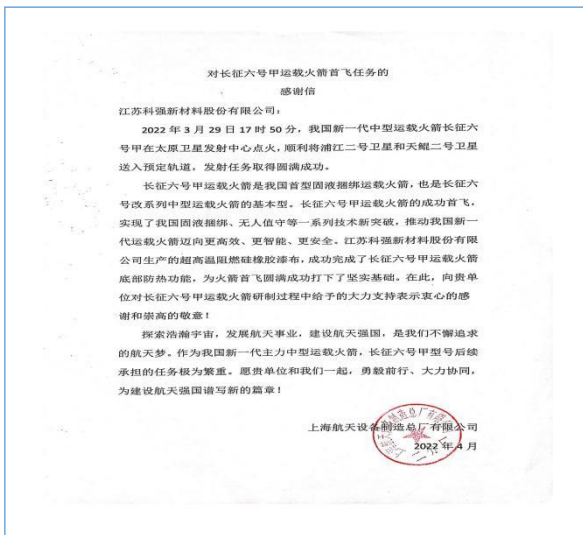 对长征六号甲运载火箭首飞任务的
感谢信
江苏科强新材料股份有限公司：
2022 年 3 月 29 日 17 时 50 分，我国新一代中型运载火箭长征六
号甲在太原卫星发射中心点火，顺利将浦江二号卫星和天鲲二号卫星
送入预定轨道，发射任务取得圆满成功。
长征六号甲运载火箭是我国首型固液捆绑运载火箭，也是长征六
号改系列中型运载火箭的基本型。长征六号甲运载火箭的成功首飞，
实现了我国固液捆绑、无人值守等一系列技术新突破，推动我国新一
代运载火箭迈向更高效、更智能、更安全。江苏科强新材料股份有限
公司生产的超高温阻燃硅橡胶漆布，成功完成了长征六号甲运载火箭
底部防热功能，为火箭首飞圆满成功打下了坚实基础。在此，向贵单
位对长征六号甲运载火箭研制过程中给予的大力支持表示衷心的感
谢和崇高的敬意！
探索浩瀚宇宙，发展航天事业，建设航天强国，是我们不懈追求
的航天梦。作为我国新一代主力中型运载火箭，长征六号甲型号后续
承担的任务极为繁重。愿贵单位和我们一起，勇毅前行、大力协同，
为建设航天强国谱写新的篇章！
上海航天设备制造总厂有限公司
2022 年 4 月